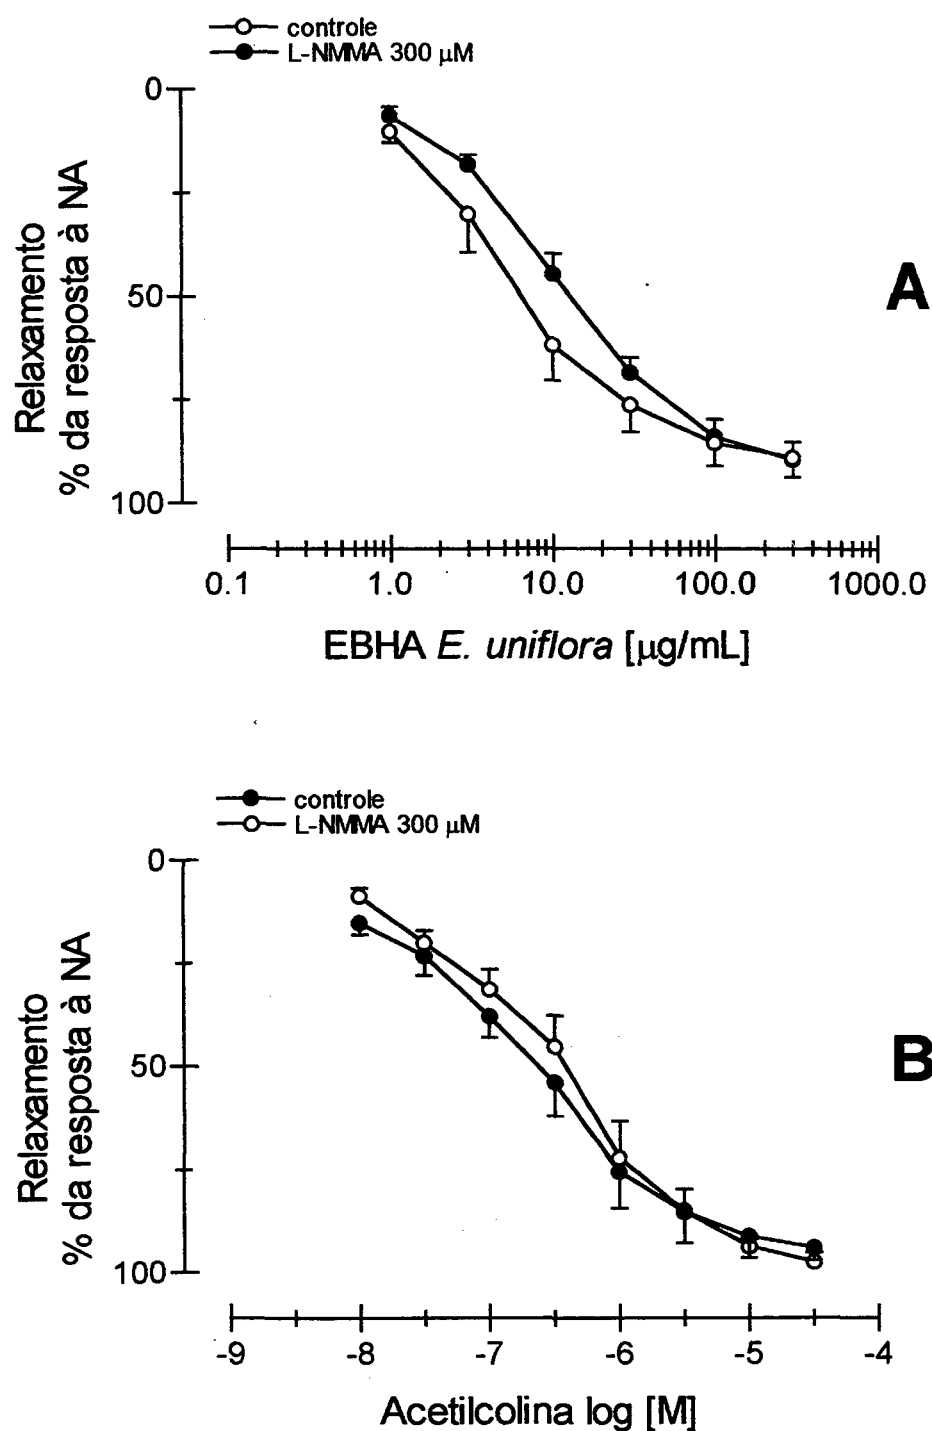 controle
L-NMMA 300 µM
0
50
100
Relaxamento
% da resposta à NA
A
0.1 1.0 10.0 100.0 1000.0
EBHA E. uniflora [µg/mL]
controle
L-NMMA 300 µM
0
50
100
Relaxamento
% da resposta à NA
B
-9 -8 -7 -6 -5 -4
Acetilcolina log [M]